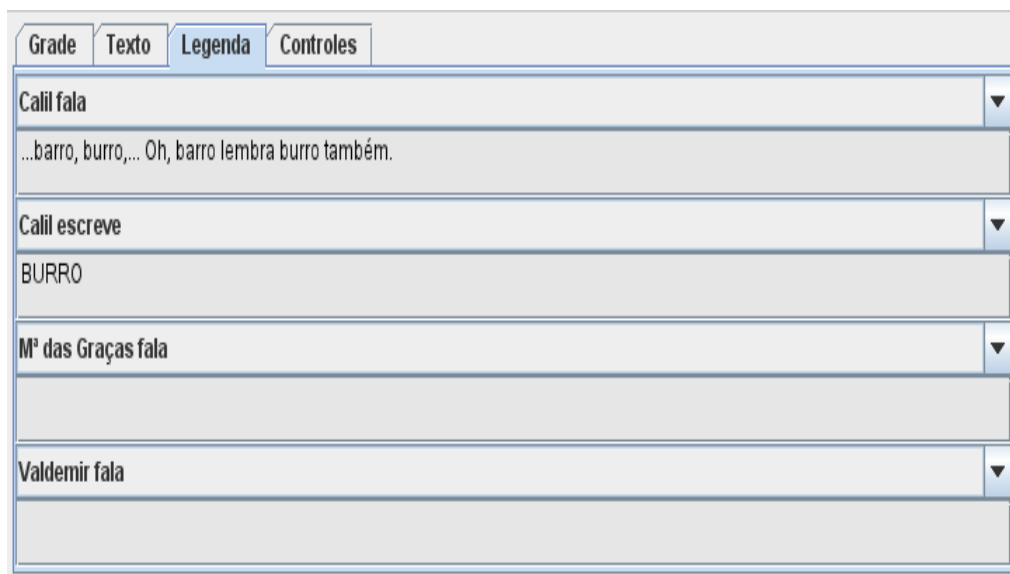 Grade Texto Legenda Controles
Calil fala
...barro, burro,... Oh, barro lembra burro também.
Calil escreve
BURRO
Mª das Graças fala
Valdemir fala